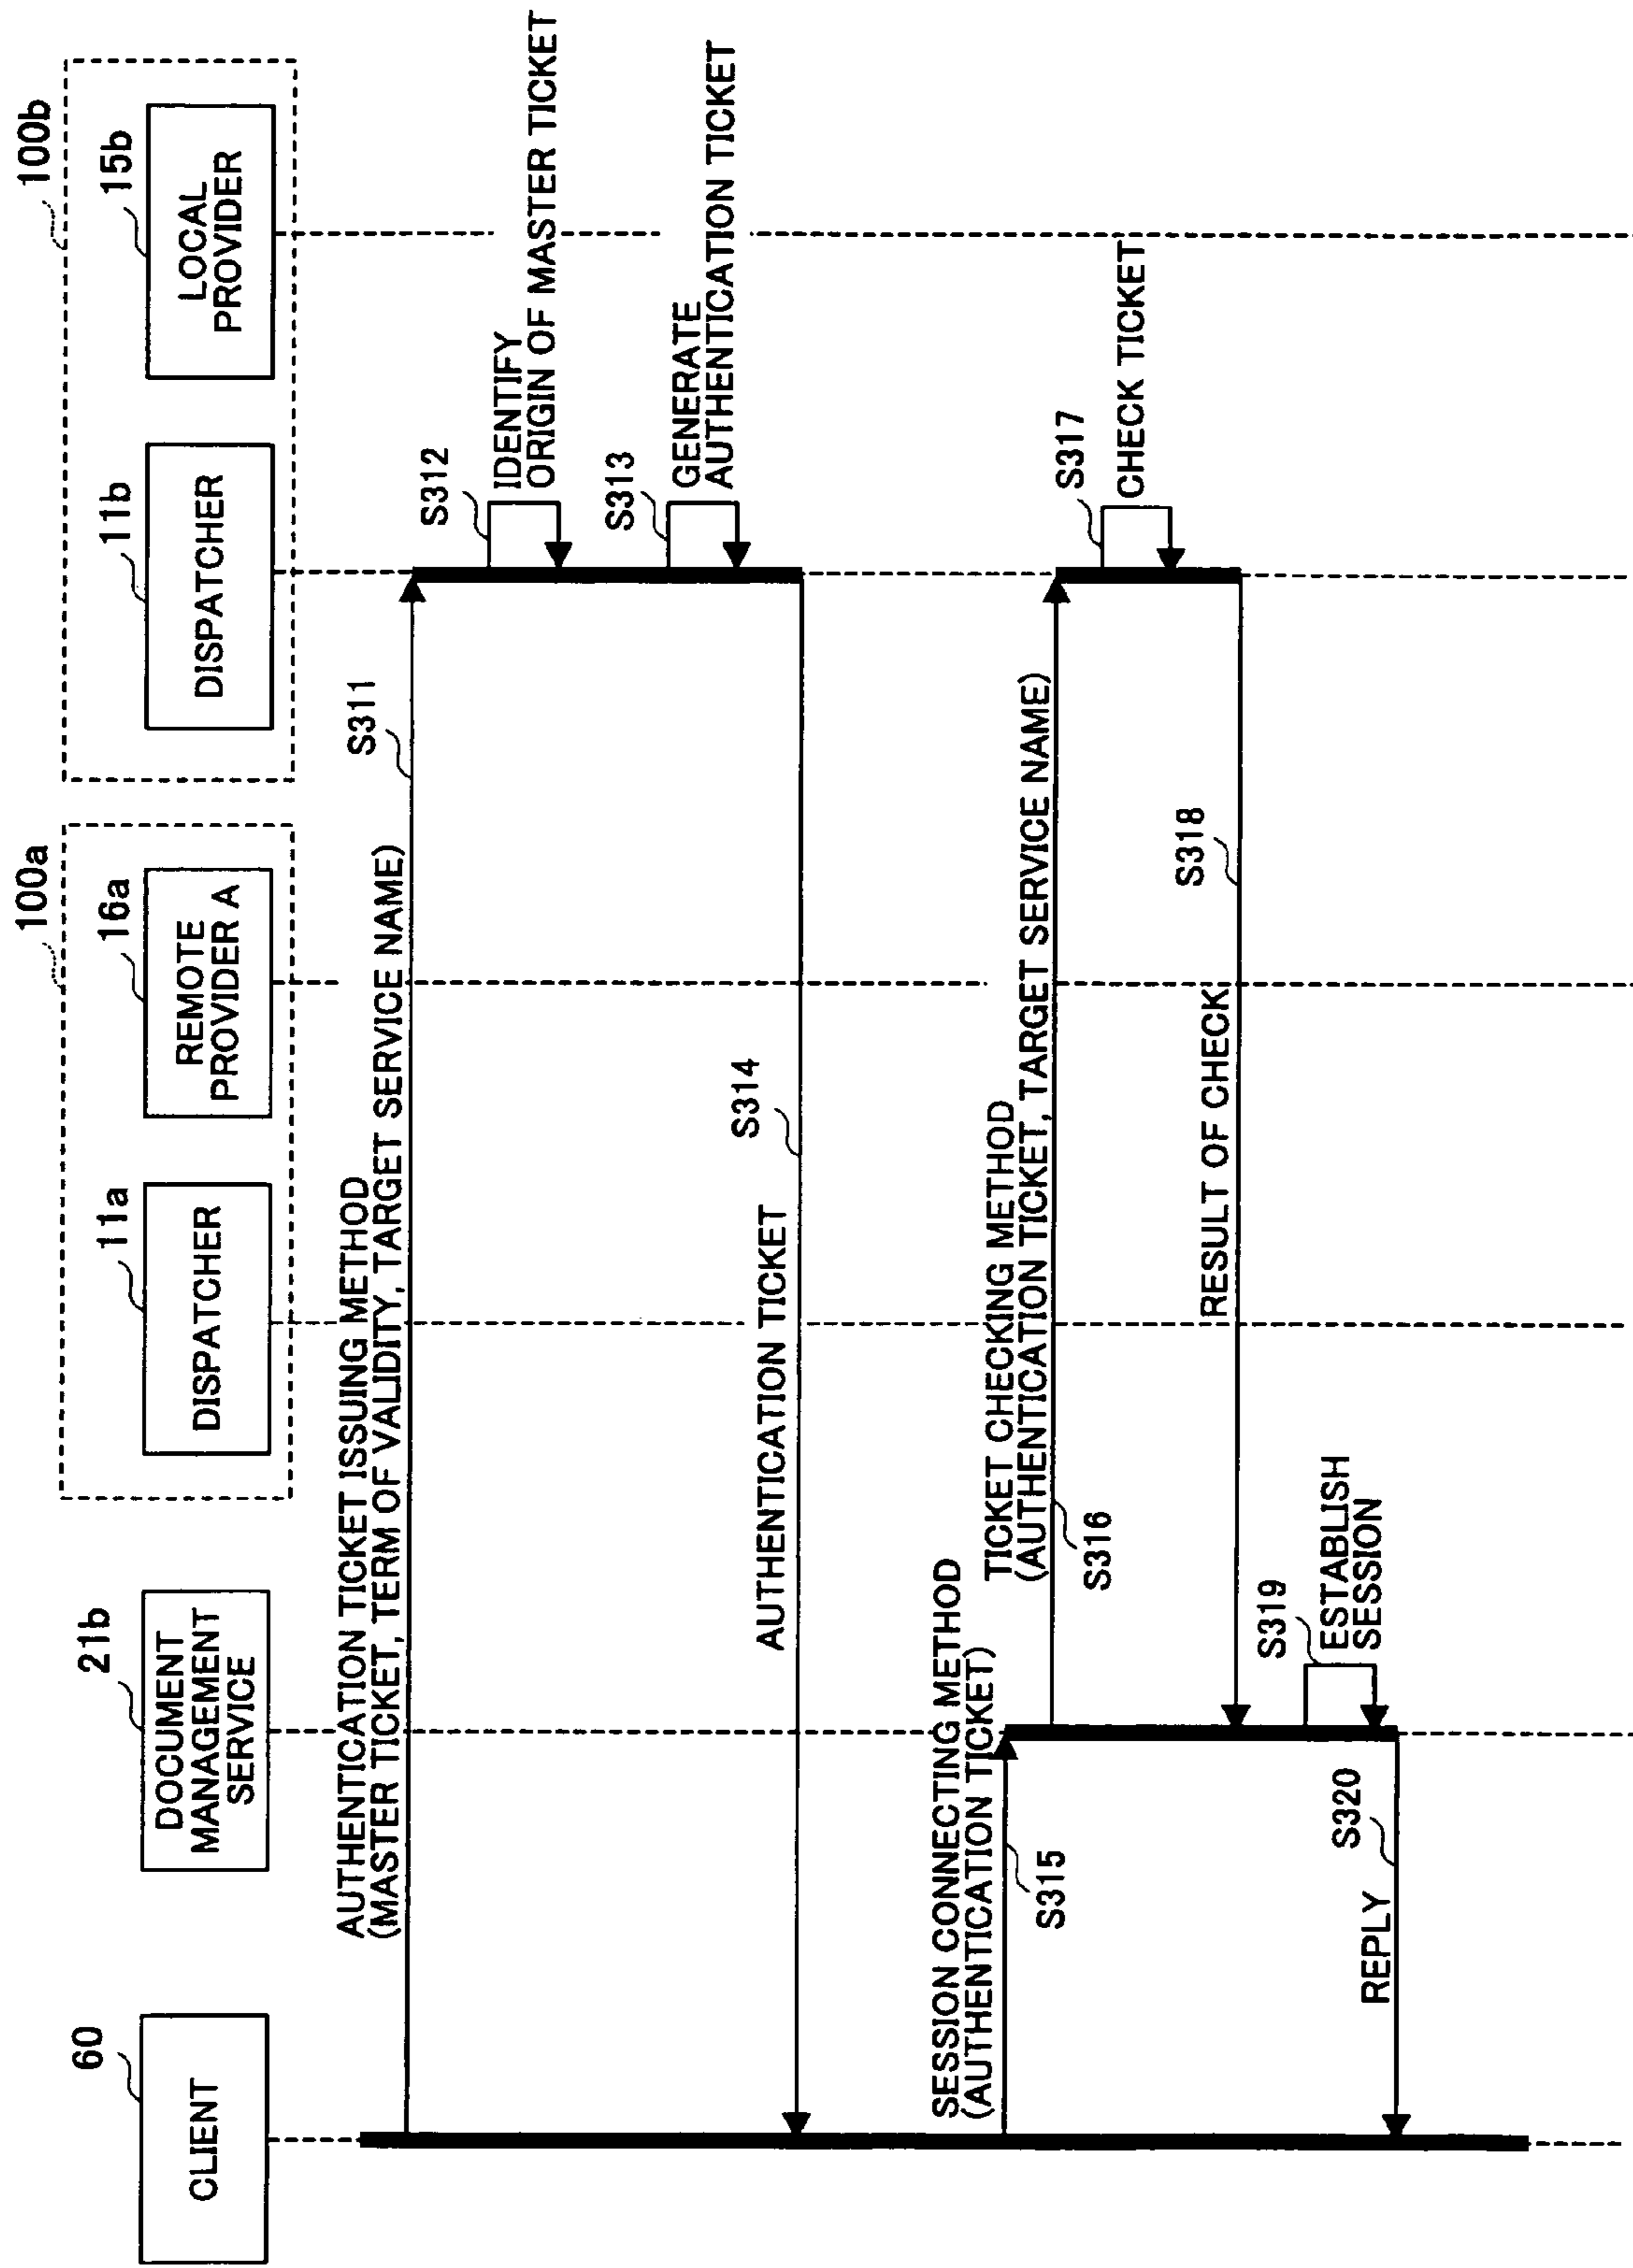 60
CLIENT
21b
DOCUMENT
MANAGEMENT
SERVICE
100a
11a
DISPATCHER
16a
REMOTE
PROVIDER A
100b
11b
DISPATCHER
15b
LOCAL
PROVIDER
AUTHENTICATION TICKET ISSUING METHOD
(MASTER TICKET, TERM OF VALIDITY, TARGET SERVICE NAME)
S311
S312
IDENTIFY
ORIGIN OF MASTER TICKET
S313
GENERATE
AUTHENTICATION TICKET
AUTHENTICATION TICKET
S314
SESSION CONNECTING METHOD
(AUTHENTICATION TICKET)
S315
TICKET CHECKING METHOD
(AUTHENTICATION TICKET, TARGET SERVICE NAME)
S316
S317
CHECK TICKET
RESULT OF CHECK
S318
S319
ESTABLISH
SESSION
REPLY
S320